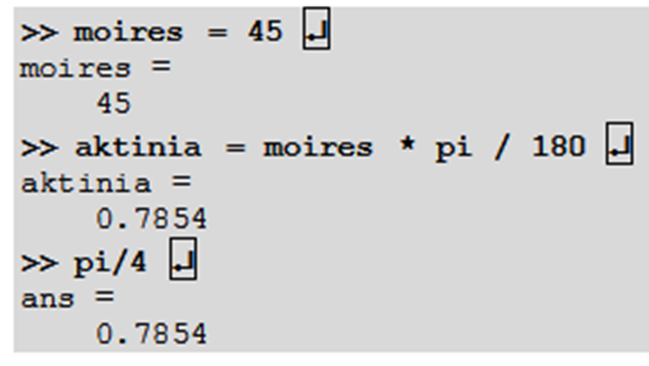 >> moires = 45 ↵
moires =
45
>> aktinia = moires * pi / 180 ↵
aktinia =
0.7854
>> pi/4 ↵
ans =
0.7854